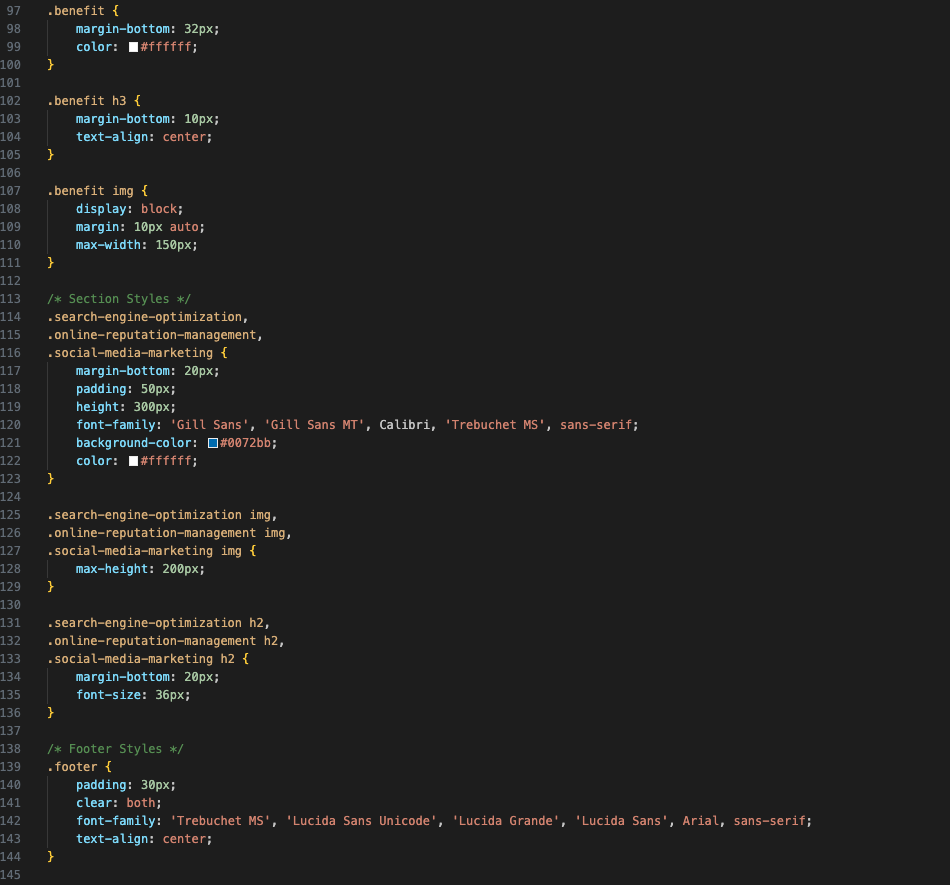 97 .benefit {
98     margin-bottom: 32px;
99     color: #ffffff;
100 }
101
102 .benefit h3 {
103     margin-bottom: 10px;
104     text-align: center;
105 }
106
107 .benefit img {
108     display: block;
109     margin: 10px auto;
110     max-width: 150px;
111 }
112
113 /* Section Styles */
114 .search-engine-optimization,
115 .online-reputation-management,
116 .social-media-marketing {
117     margin-bottom: 20px;
118     padding: 50px;
119     height: 300px;
120     font-family: 'Gill Sans', 'Gill Sans MT', Calibri, 'Trebuchet MS', sans-serif;
121     background-color: #0072bb;
122     color: #ffffff;
123 }
124
125 .search-engine-optimization img,
126 .online-reputation-management img,
127 .social-media-marketing img {
128     max-height: 200px;
129 }
130
131 .search-engine-optimization h2,
132 .online-reputation-management h2,
133 .social-media-marketing h2 {
134     margin-bottom: 20px;
135     font-size: 36px;
136 }
137
138 /* Footer Styles */
139 .footer {
140     padding: 30px;
141     clear: both;
142     font-family: 'Trebuchet MS', 'Lucida Sans Unicode', 'Lucida Grande', 'Lucida Sans', Arial, sans-serif;
143     text-align: center;
144 }
145